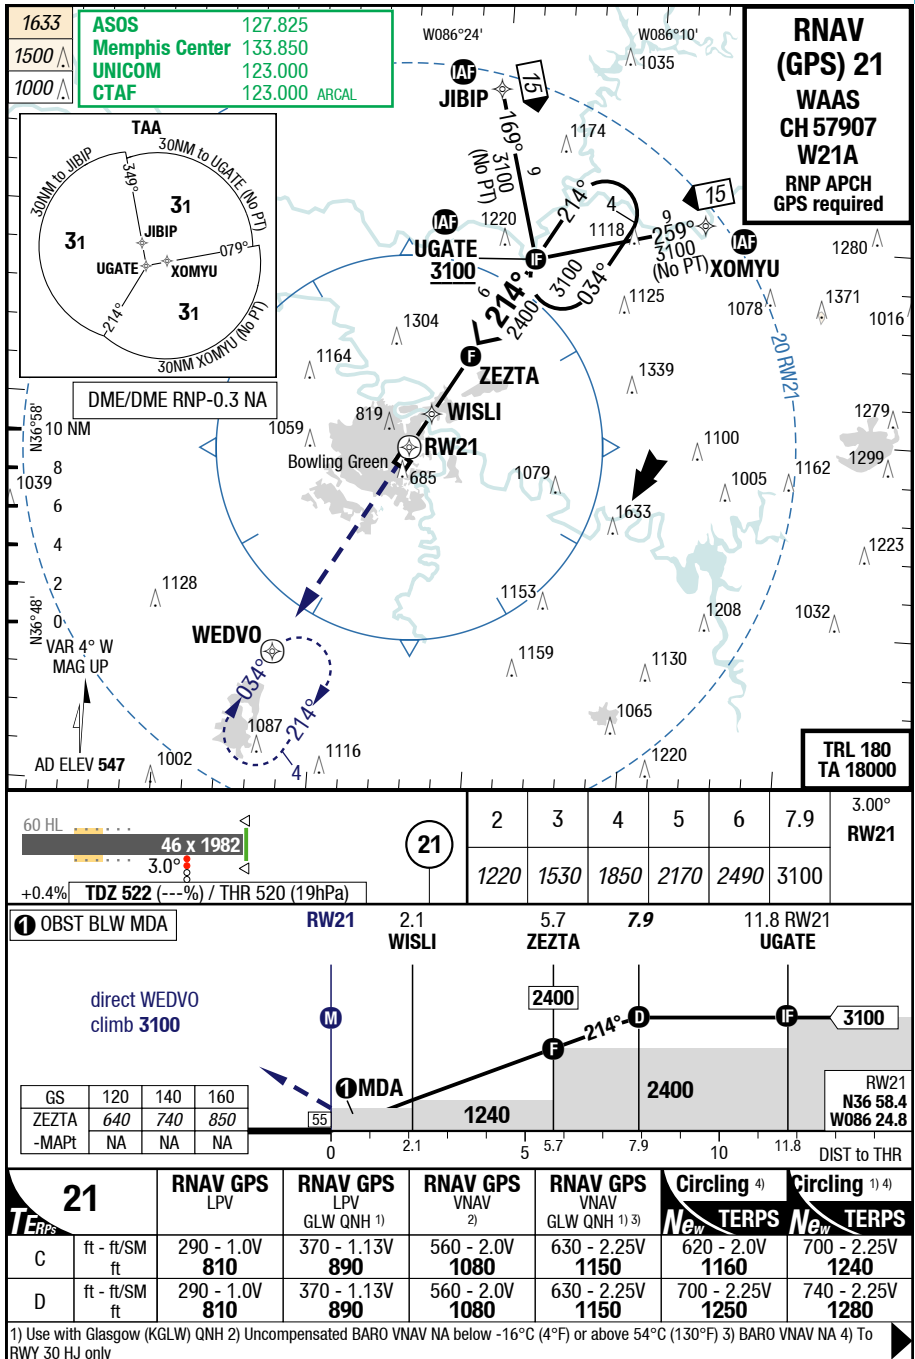 1633
1500
1000
ASOS 127.825
Memphis Center 133.850
UNICOM 123.000
CTAF 123.000 ARCAL
W086°24'
W086°10'
RNAV
(GPS) 21
WAAS
CH 57907
W21A
RNP APCH
GPS required
TAA
30NM to JIBIP
30NM to UGATE (No PT)
30NM XOMYU (No PT)
349°
079°
214°
31
31
31
JIBIP
UGATE
XOMYU
DME/DME RNP-0.3 NA
IAF
JIBIP
15
169°
3100
(No PT)
9
1035
1174
IAF
UGATE
3100
1220
IF
214°
4
1118
9
259°
3100
(No PT)
15
IAF
XOMYU
1280
3100
034°
1125
1078
1371
1016
6
214°
2400
1304
1164
F
ZEZTA
1339
20 RW21
N36°58'
10 NM
8
6
4
2
0
N36°48'
1059
819
WISLI
RW21
Bowling Green
685
1079
1100
1005
1162
1279
1299
1039
1633
1223
1128
1153
1208
1032
WEDVO
034°
214°
4
1087
1159
1130
1065
1116
1002
1220
VAR 4° W
MAG UP
AD ELEV 547
TRL 180
TA 18000
60 HL
46 x 1982
3.0°
+0.4%
TDZ 522 (---%) / THR 520 (19hPa)
21
2 3 4 5 6 7.9 3.00°
RW21
1220 1530 1850 2170 2490 3100
1 OBST BLW MDA
RW21 2.1 5.7 7.9 11.8 RW21
WISLI ZEZTA UGATE
direct WEDVO
climb 3100
M
2400
214°
D
IF
3100
F
1 MDA
1240
2400
55
RW21
N36 58.4
W086 24.8
GS 120 140 160
ZEZTA 640 740 850
-MAPt NA NA NA
0 2.1 5 5.7 7.9 10 11.8 DIST to THR
TERPs 21
RNAV GPS
LPV
RNAV GPS
LPV
GLW QNH 1)
RNAV GPS
VNAV
2)
RNAV GPS
VNAV
GLW QNH 1) 3)
Circling 4)
New TERPS
Circling 1) 4)
New TERPS
C ft - ft/SM 290 - 1.0V 370 - 1.13V 560 - 2.0V 630 - 2.25V 620 - 2.0V 700 - 2.25V
ft 810 890 1080 1150 1160 1240
D ft - ft/SM 290 - 1.0V 370 - 1.13V 560 - 2.0V 630 - 2.25V 700 - 2.25V 740 - 2.25V
ft 810 890 1080 1150 1250 1280
1) Use with Glasgow (KGLW) QNH 2) Uncompensated BARO VNAV NA below -16°C (4°F) or above 54°C (130°F) 3) BARO VNAV NA 4) To
RWY 30 HJ only